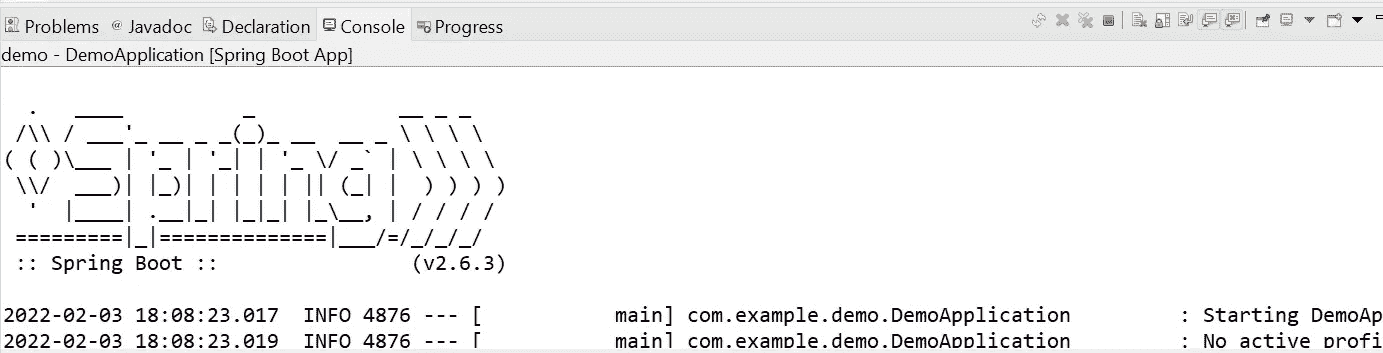 Problems @ Javadoc Declaration Console Progress
demo - DemoApplication [Spring Boot App]
  .   ____          _            __ _ _
 /\\ / ___'_ __ _ _(_)_ __  __ _ \ \ \ \
( ( )\___ | '_ | '_| | '_ \/ _` | \ \ \ \
 \\/  ___)| |_)| | | | | || (_| |  ) ) ) )
  '  |____| .__|_| |_|_| |_\__, | / / / /
 =========|_|==============|___/=/_/_/_/
 :: Spring Boot ::                (v2.6.3)
2022-02-03 18:08:23.017  INFO 4876 --- [           main] com.example.demo.DemoApplication         : Starting DemoAp
2022-02-03 18:08:23.019  INFO 4876 --- [           main] com.example.demo.DemoApplication         : No active profi